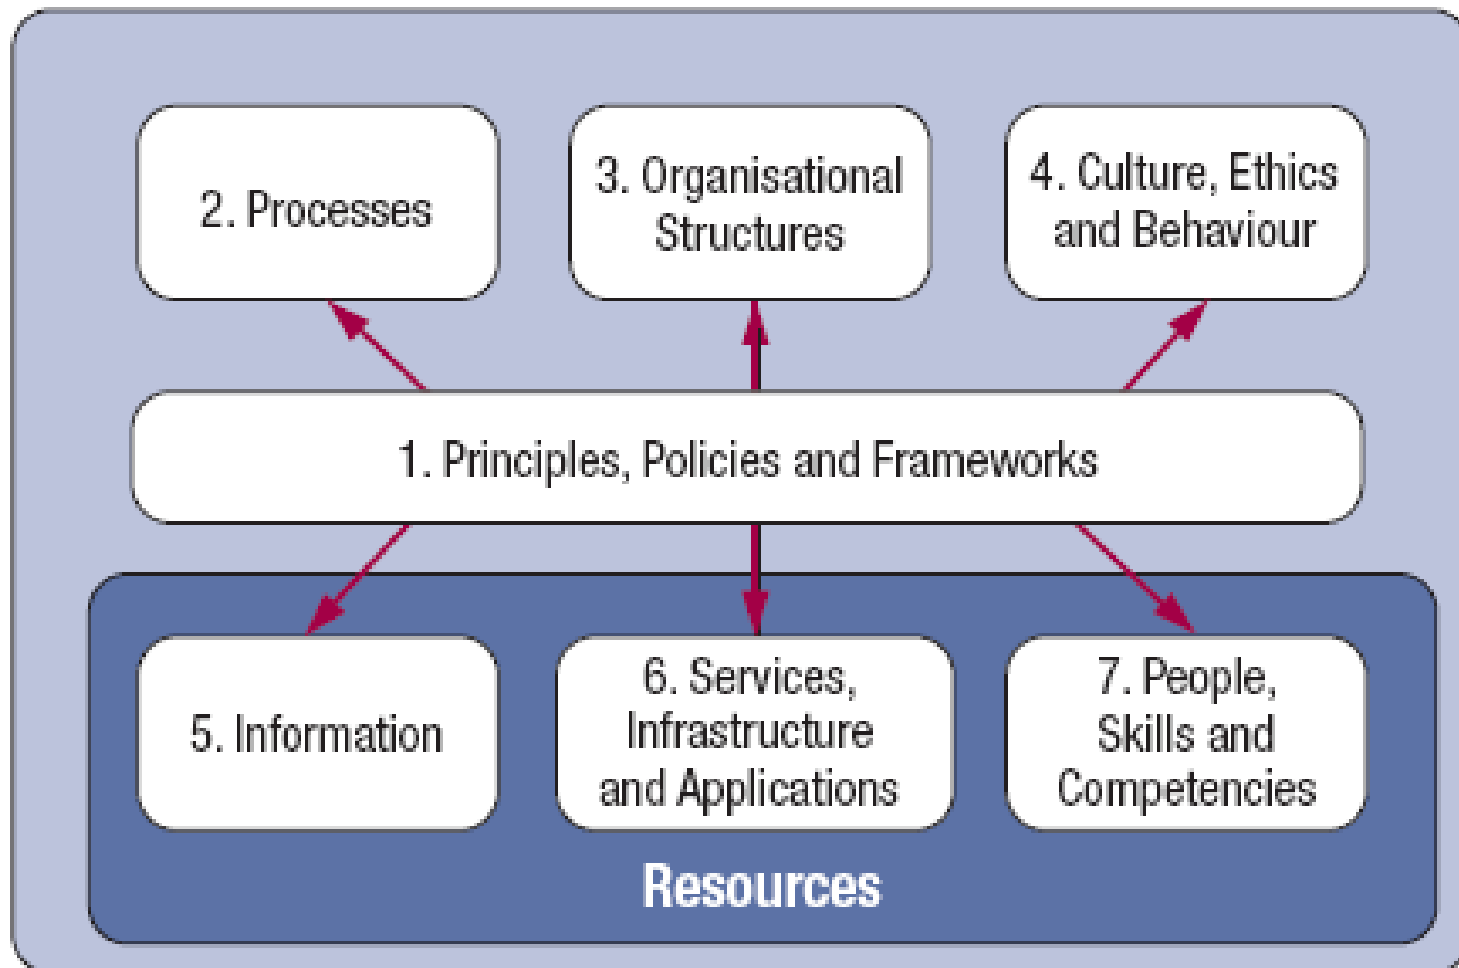 2. Processes
3. Organisational
Structures
4. Culture, Ethics
and Behaviour
1. Principles, Policies and Frameworks
5. Information
6. Services,
Infrastructure
and Applications
7. People,
Skills and
Competencies
Resources